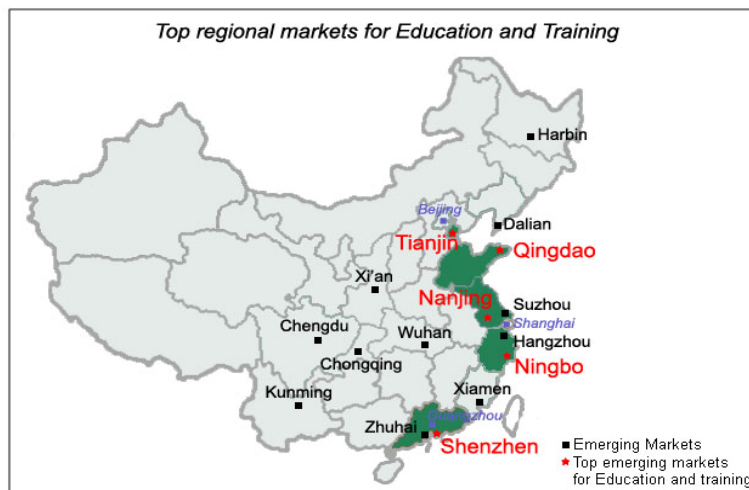 Top regional markets for Education and Training
Harbin
Beijing
Dalian
Tianjin
Qingdao
Xi'an
Nanjing
Suzhou
Shanghai
Chengdu
Wuhan
Hangzhou
Chongqing
Ningbo
Kunming
Xiamen
Guangzhou
Zhuhai
Shenzhen
Emerging Markets
Top emerging markets
for Education and training